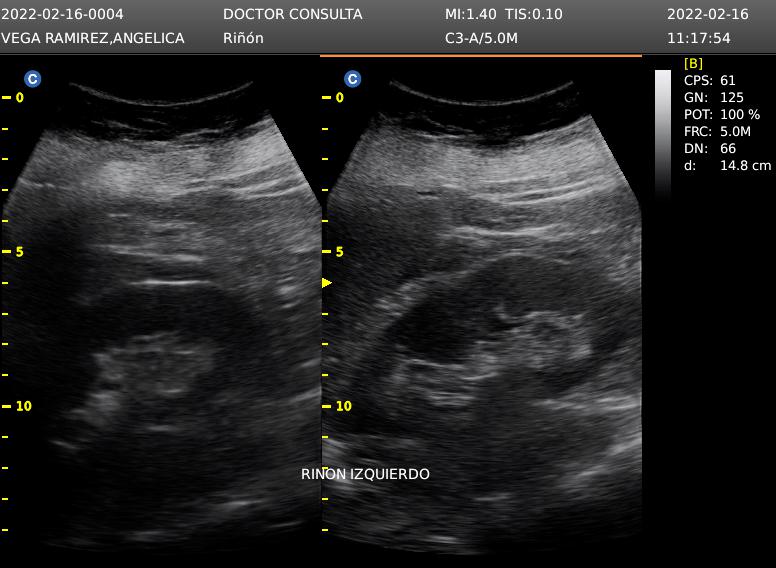 2022-02-16-0004 DOCTOR CONSULTA MI:1.40 TIS:0.10 2022-02-16
VEGA RAMIREZ,ANGELICA Riñón C3-A/5.0M 11:17:54
[B]
CPS: 61
GN: 125
POT: 100 %
FRC: 5.0M
DN: 66
d: 14.8 cm
C C
0 0
5 5
10 10
RINON IZQUIERDO